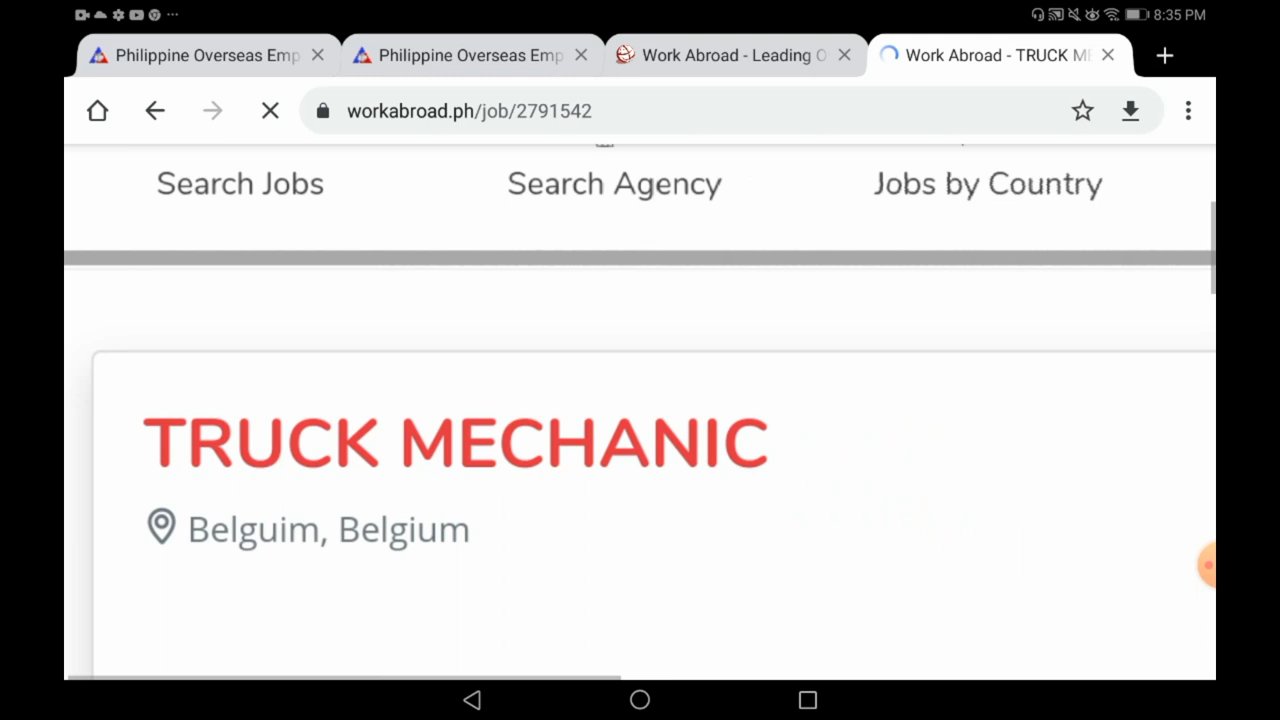 8:35 PM
Philippine Overseas Emp
Philippine Overseas Emp
Work Abroad - Leading O
Work Abroad - TRUCK ME
workabroad.ph/job/2791542
Search Jobs
Search Agency
Jobs by Country
TRUCK MECHANIC
Belguim, Belgium